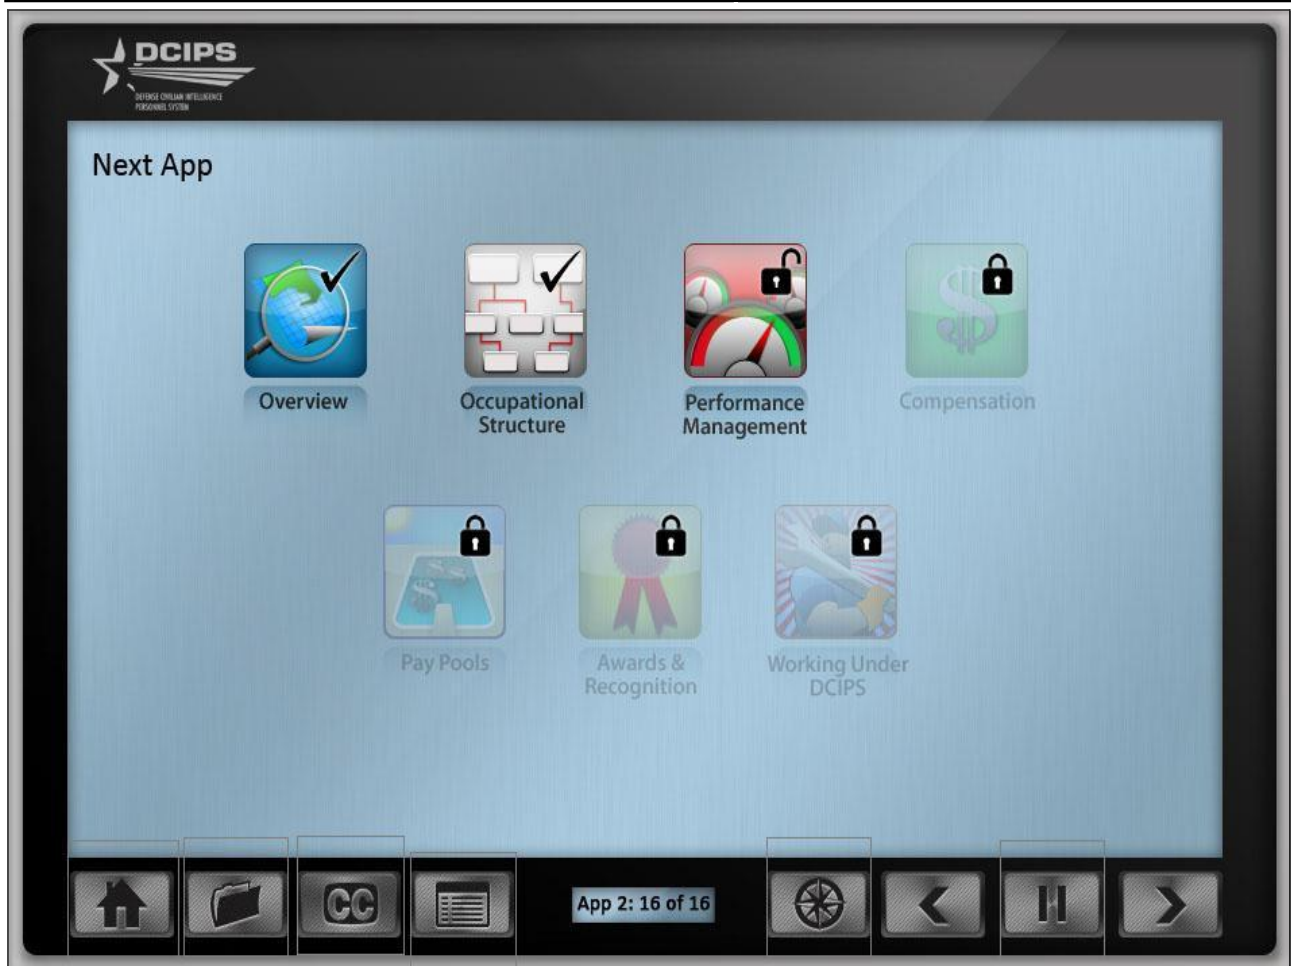 DCIPS
DEFENSE CIVILIAN INTELLIGENCE
PERSONNEL SYSTEM
Next App
Overview
Occupational
Structure
Performance
Management
Compensation
Pay Pools
Awards &
Recognition
Working Under
DCIPS
CC
App 2: 16 of 16